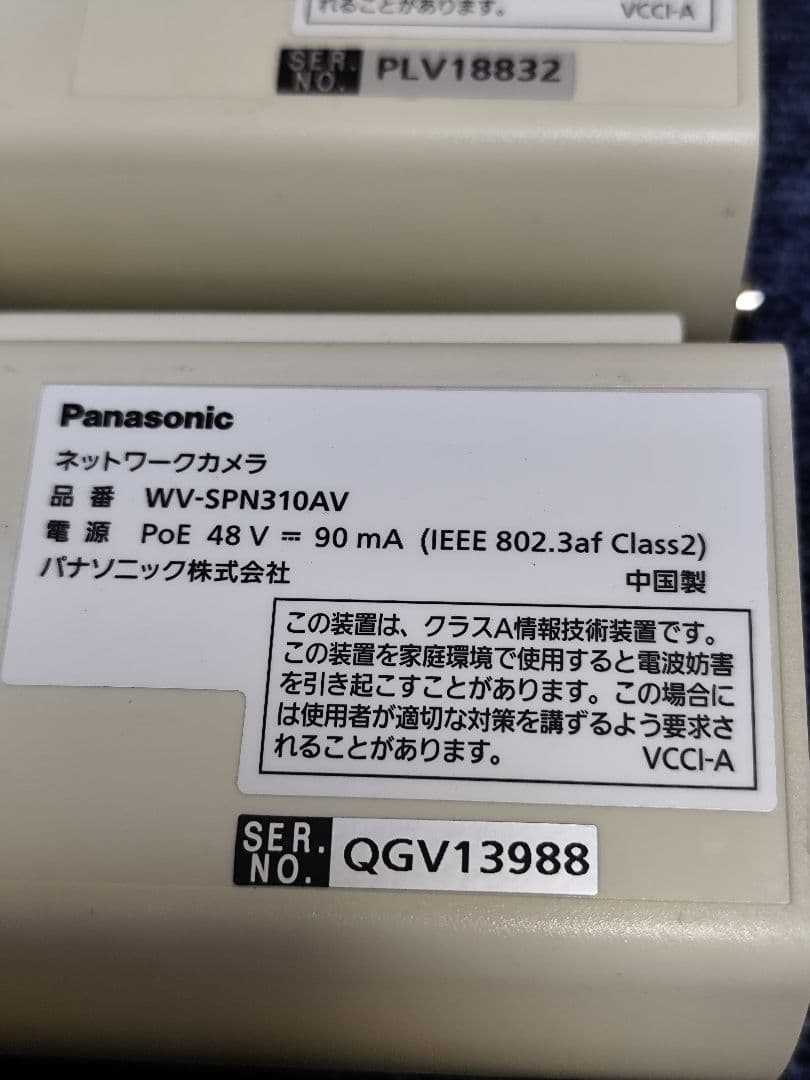 れることがあります。
VCCI-A
SER.
NO.
PLV18832
Panasonic
ネットワークカメラ
品 番 WV-SPN310AV
電 源 PoE 48 V ⎓ 90 mA (IEEE 802.3af Class2)
パナソニック株式会社 中国製
この装置は、クラスA情報技術装置です。
この装置を家庭環境で使用すると電波妨害
を引き起こすことがあります。この場合に
は使用者が適切な対策を講ずるよう要求さ
れることがあります。 VCCI-A
SER.
NO.
QGV13988